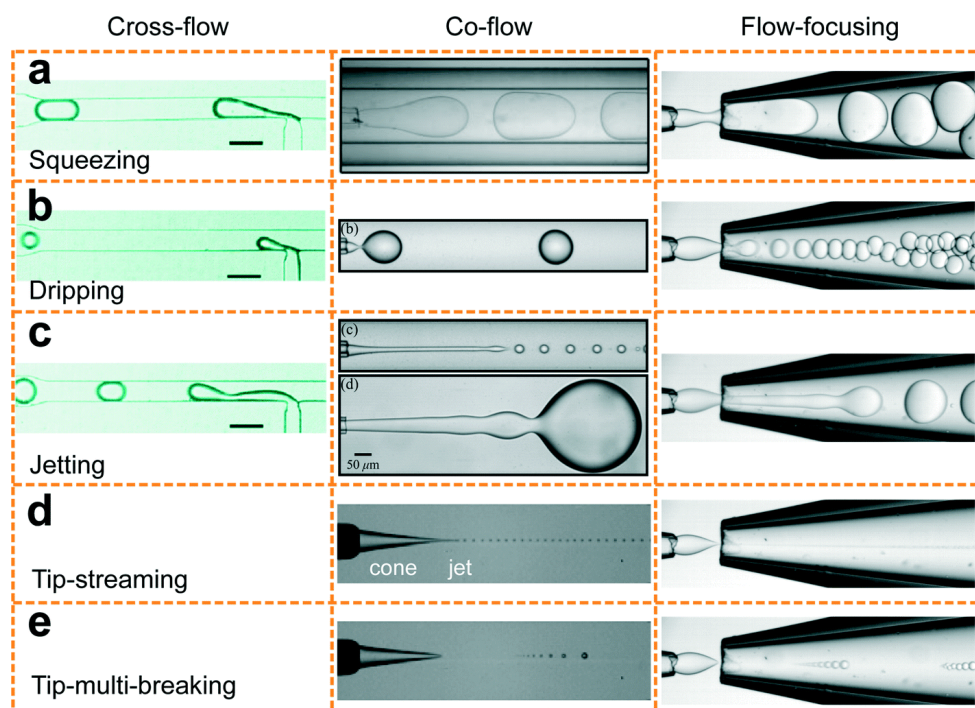 Cross-flow
Co-flow
Flow-focusing
a
Squeezing
b
Dripping
(b)
c
Jetting
(c)
(d)
50 μm
d
Tip-streaming
cone
jet
e
Tip-multi-breaking